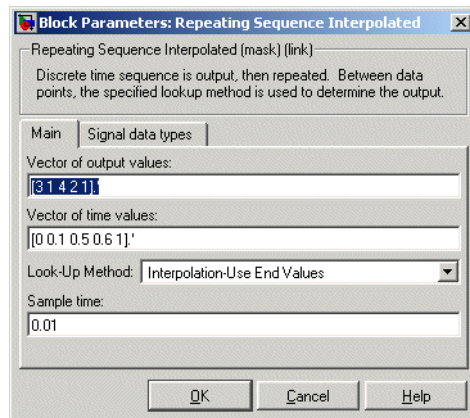 Block Parameters: Repeating Sequence Interpolated
Repeating Sequence Interpolated (mask) (link)
Discrete time sequence is output, then repeated. Between data
points, the specified lookup method is used to determine the output.
Main
Signal data types
Vector of output values:
[3 1 4 2 1].'
Vector of time values:
[0 0.1 0.5 0.6 1].'
Look-Up Method: Interpolation-Use End Values
Sample time:
0.01
OK
Cancel
Help